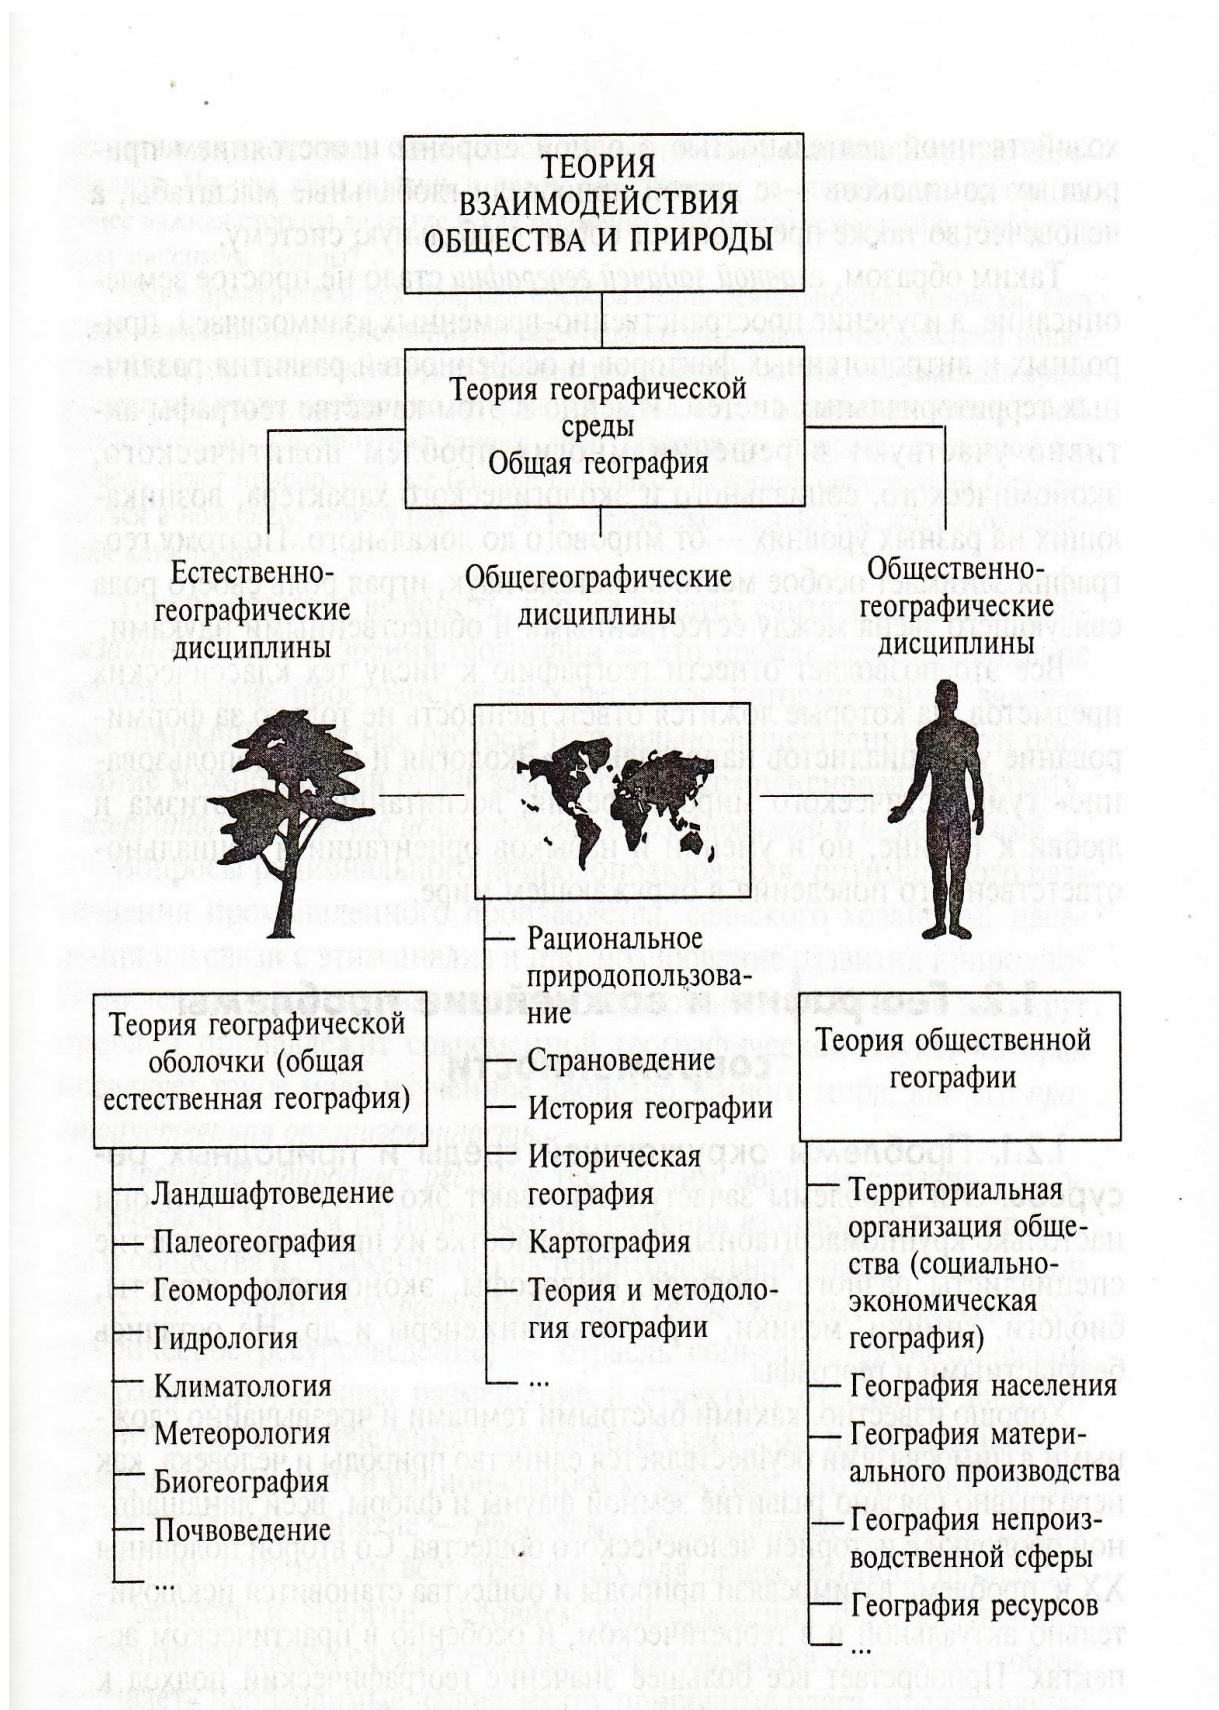 ТЕОРИЯ
ВЗАИМОДЕЙСТВИЯ
ОБЩЕСТВА И ПРИРОДЫ
Теория географической
среды
Общая география
Естественно-
географические
дисциплины
Общегеографические
дисциплины
Общественно-
географические
дисциплины
Теория географической
оболочки (общая
естественная география)
Ландшафтоведение
Палеогеография
Геоморфология
Гидрология
Климатология
Метеорология
Биогеография
Почвоведение
...
Рациональное
природопользова-
ние
Страноведение
История географии
Историческая
география
Картография
Теория и методоло-
гия географии
...
Теория общественной
географии
Территориальная
организация обще-
ства (социально-
экономическая
география)
География населения
География матери-
ального производства
География непроиз-
водственной сферы
География ресурсов
...